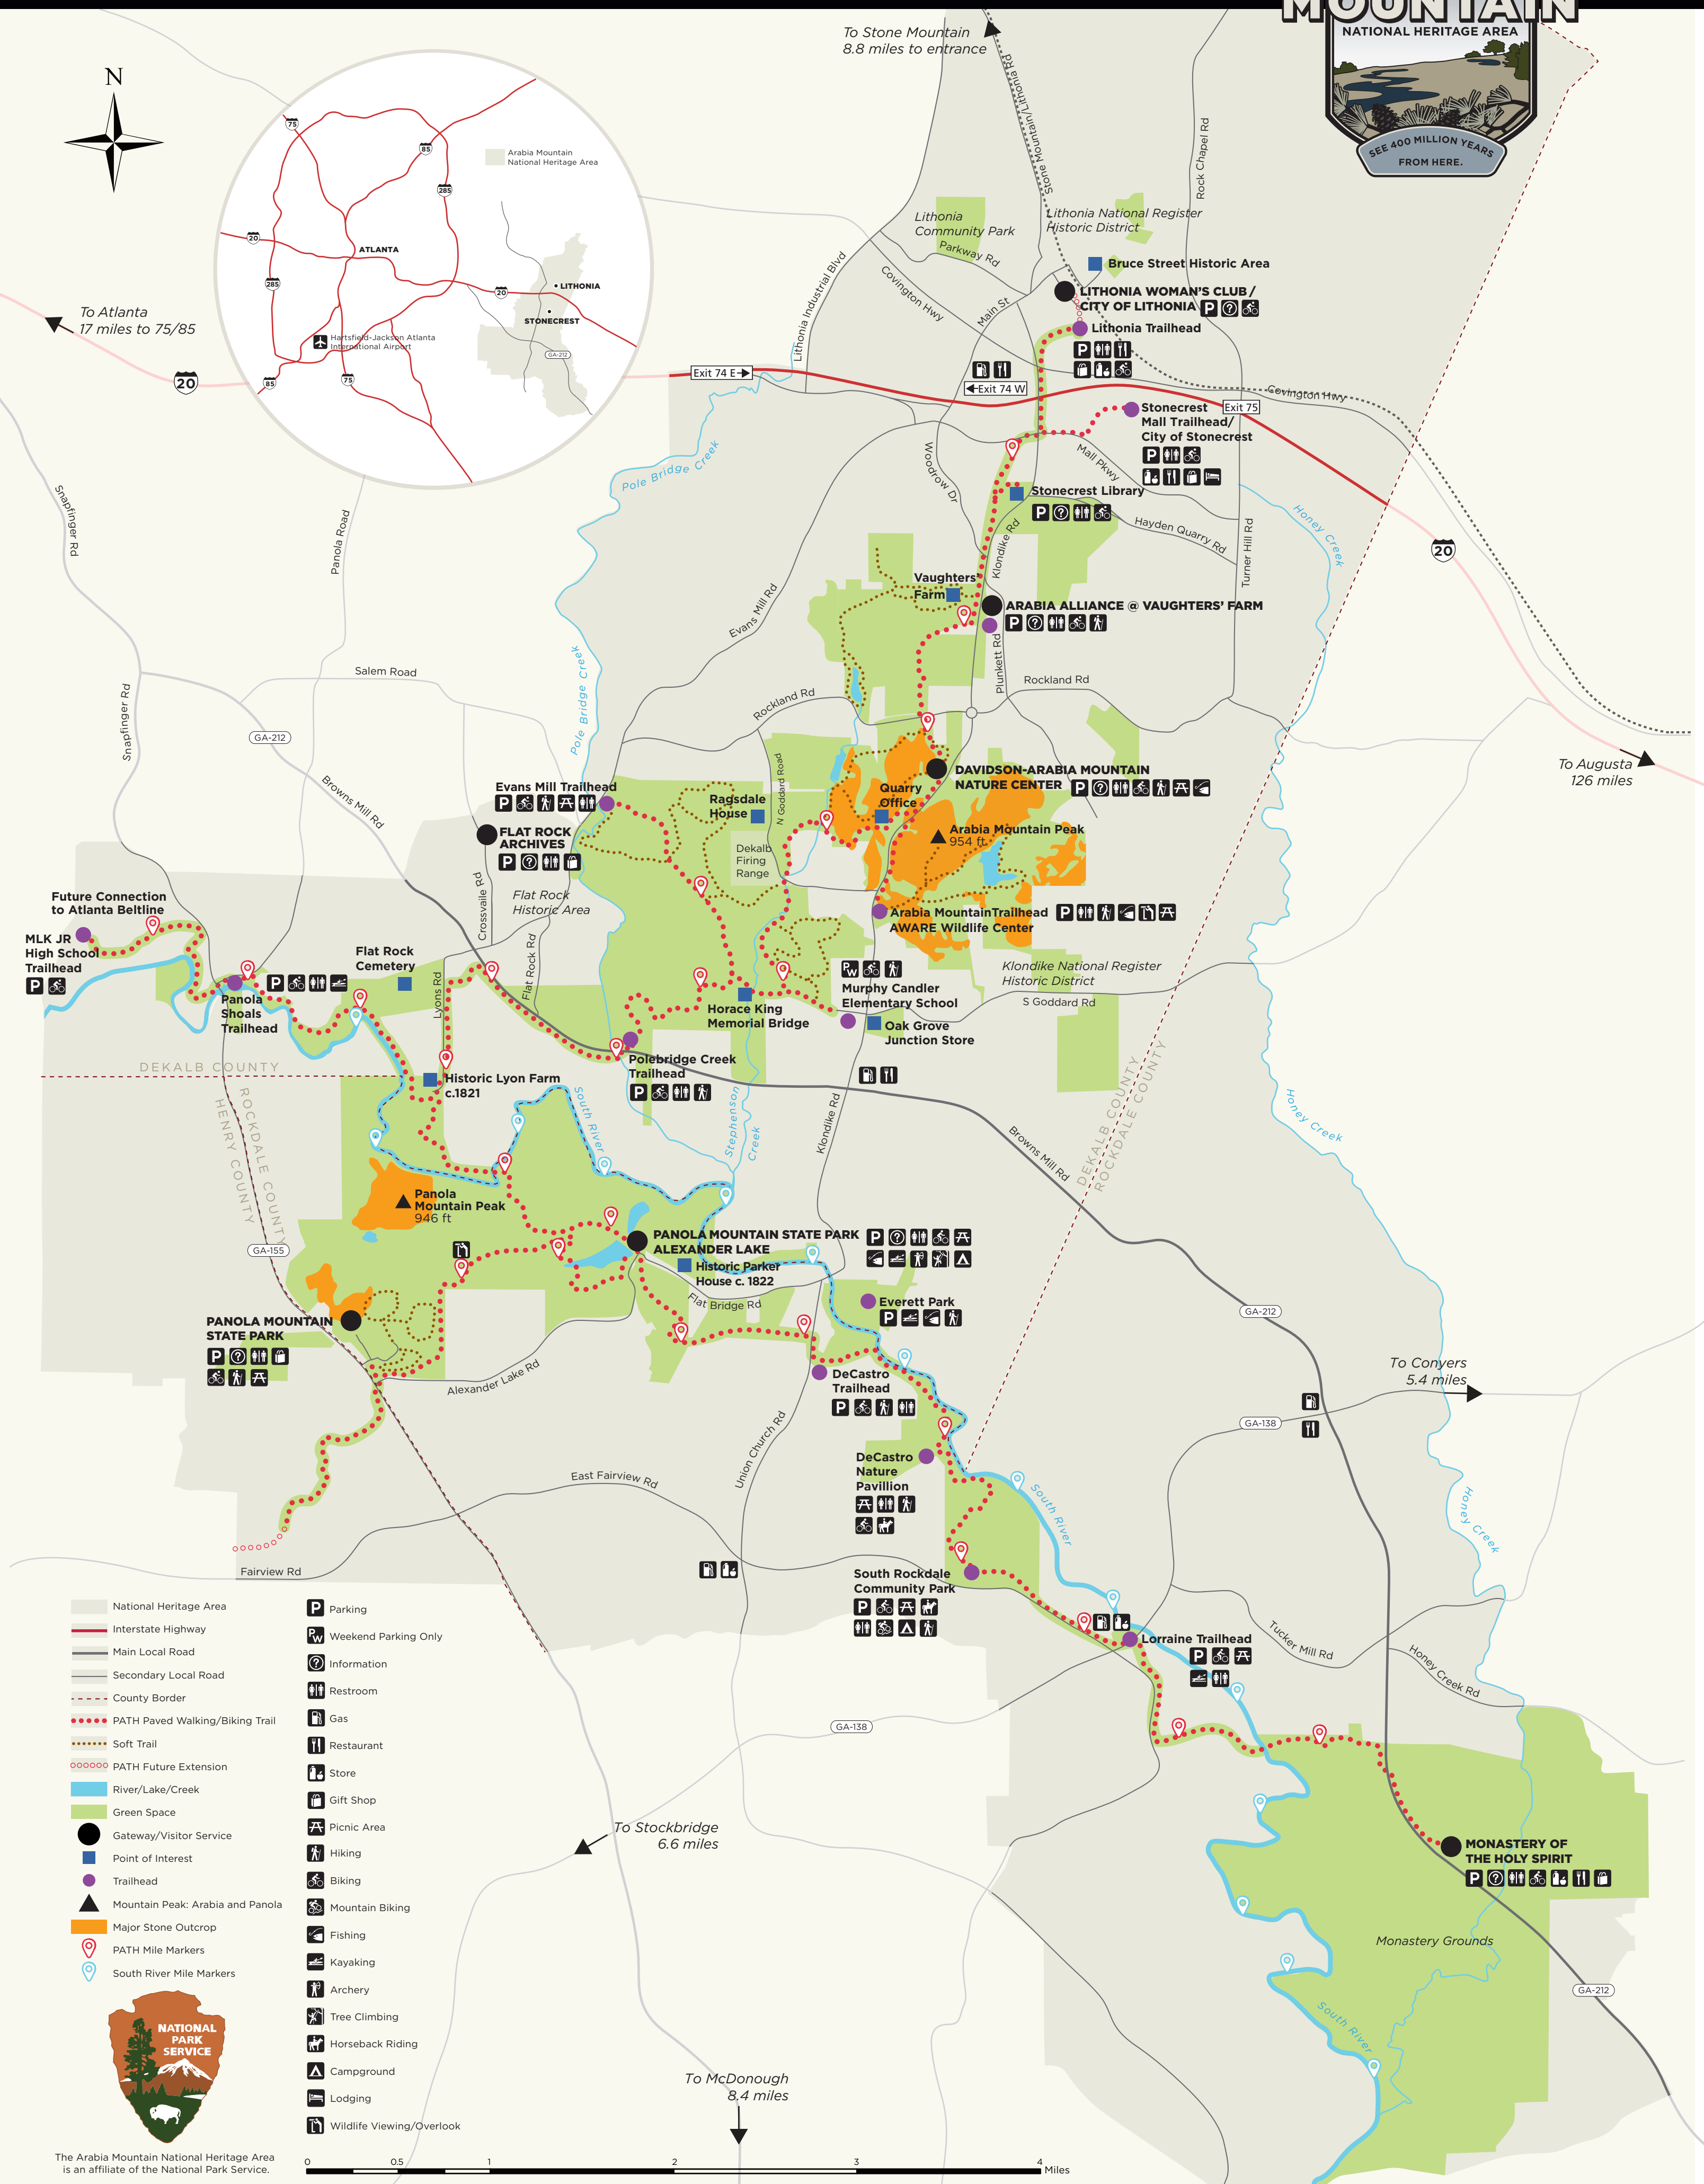 MOUNTAIN
NATIONAL HERITAGE AREA
SEE 400 MILLION YEARS
FROM HERE.
N
To Stone Mountain
8.8 miles to entrance
Stone Mountain/Lithonia Rd
Rock Chapel Rd
75
85
285
20
ATLANTA
285
20
LITHONIA
STONECREST
GA-212
Hartsfield-Jackson Atlanta
International Airport
85
75
Arabia Mountain
National Heritage Area
To Atlanta
17 miles to 75/85
20
Lithonia
Community Park
Parkway Rd
Lithonia National Register
Historic District
Bruce Street Historic Area
LITHONIA WOMAN'S CLUB /
CITY OF LITHONIA
P ?
Lithonia Trailhead
P
Covington Hwy
Main St
Lithonia Industrial Blvd
Exit 74 E
Exit 74 W
Exit 75
Covington Hwy
Stonecrest
Mall Trailhead/
City of Stonecrest
P
Mall Pkwy
Woodrow Dr
Pole Bridge Creek
Stonecrest Library
P ?
Hayden Quarry Rd
Turner Hill Rd
Honey Creek
20
Klondike Rd
Snapfinger Rd
Panola Road
Vaughters'
Farm
ARABIA ALLIANCE @ VAUGHTERS' FARM
P ?
Evans Mill Rd
Plunkett Rd
Rockland Rd
Rockland Rd
Salem Road
Snapfinger Rd
GA-212
Pole Bridge Creek
Browns Mill Rd
To Augusta
126 miles
DAVIDSON-ARABIA MOUNTAIN
NATURE CENTER
P ?
Evans Mill Trailhead
P
Ragsdale
House
N Goddard Road
Quarry
Office
Arabia Mountain Peak
954 ft
FLAT ROCK
ARCHIVES
P ?
Dekalb
Firing
Range
Flat Rock
Historic Area
Crossvaile Rd
Flat Rock Rd
Arabia MountainTrailhead
AWARE Wildlife Center
P
Future Connection
to Atlanta Beltline
MLK JR
High School
Trailhead
P
Panola
Shoals
Trailhead
P
Flat Rock
Cemetery
Lyons Rd
Klondike National Register
Historic District
S Goddard Rd
PW
Murphy Candler
Elementary School
Horace King
Memorial Bridge
Oak Grove
Junction Store
Polebridge Creek
Trailhead
P
DEKALB COUNTY
ROCKDALE COUNTY
HENRY COUNTY
Historic Lyon Farm
c.1821
South River
Stephenson
Creek
Klondike Rd
Browns Mill Rd
DEKALB COUNTY
ROCKDALE COUNTY
Honey Creek
Panola
Mountain Peak
946 ft
GA-155
PANOLA MOUNTAIN STATE PARK
ALEXANDER LAKE
P ?
Historic Parker
House c. 1822
Flat Bridge Rd
Everett Park
P
GA-212
PANOLA MOUNTAIN
STATE PARK
P ?
Alexander Lake Rd
DeCastro
Trailhead
P
To Conyers
5.4 miles
GA-138
Union Church Rd
East Fairview Rd
DeCastro
Nature
Pavillion
South River
Honey Creek
Fairview Rd
South Rockdale
Community Park
P
Lorraine Trailhead
P
Tucker Mill Rd
Honey Creek Rd
GA-138
To Stockbridge
6.6 miles
MONASTERY OF
THE HOLY SPIRIT
P ?
Monastery Grounds
GA-212
South River
To McDonough
8.4 miles
National Heritage Area
Interstate Highway
Main Local Road
Secondary Local Road
County Border
PATH Paved Walking/Biking Trail
Soft Trail
PATH Future Extension
River/Lake/Creek
Green Space
Gateway/Visitor Service
Point of Interest
Trailhead
Mountain Peak: Arabia and Panola
Major Stone Outcrop
PATH Mile Markers
South River Mile Markers
P Parking
PW Weekend Parking Only
? Information
Restroom
Gas
Restaurant
Store
Gift Shop
Picnic Area
Hiking
Biking
Mountain Biking
Fishing
Kayaking
Archery
Tree Climbing
Horseback Riding
Campground
Lodging
Wildlife Viewing/Overlook
NATIONAL
PARK
SERVICE
The Arabia Mountain National Heritage Area
is an affiliate of the National Park Service.
0 0.5 1 2 3 4 Miles